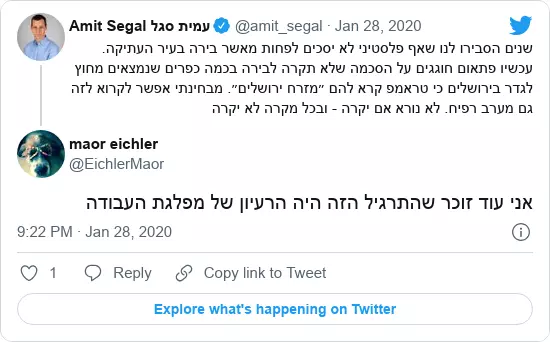 Amit Segal עמית סגל @amit_segal · Jan 28, 2020
שנים הסבירו לנו שאף פלסטיני לא יסכים לפחות מאשר בירה בעיר העתיקה.
עכשיו פתאום חוגגים על הסכמה שלא תקרה לבירה בכמה כפרים שנמצאים מחוץ
לגדר בירושלים כי טראמפ קרא להם ״מזרח ירושלים״. מבחינתי אפשר לקרוא לזה
גם מערב רפיח. לא נורא אם יקרה - ובכל מקרה לא יקרה
maor eichler
@EichlerMaor
אני עוד זוכר שהתרגיל הזה היה הרעיון של מפלגת העבודה
9:22 PM · Jan 28, 2020
1 Reply Copy link to Tweet
Explore what's happening on Twitter